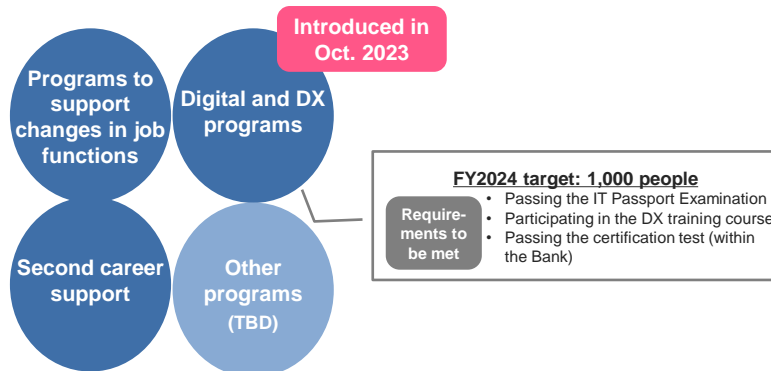 Introduced in
Oct. 2023
Programs to
support
changes in job
functions
Digital and DX
programs
FY2024 target: 1,000 people
Require-
ments to
be met
• Passing the IT Passport Examination
• Participating in the DX training course
• Passing the certification test (within
the Bank)
Second career
support
Other
programs
(TBD)